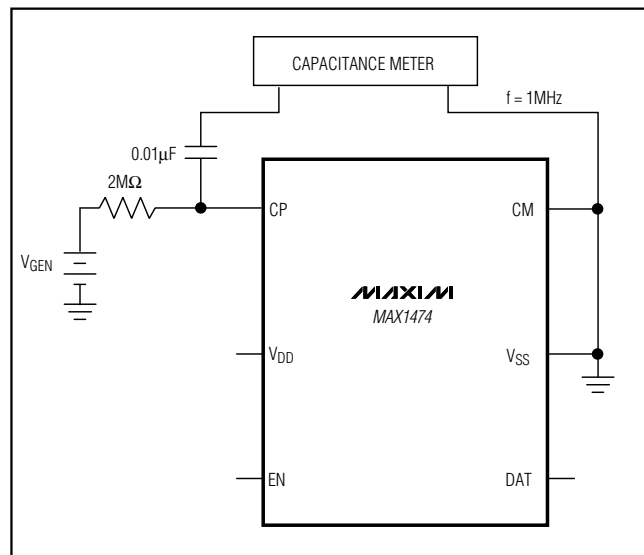 CAPACITANCE METER
f = 1MHz
0.01μF
2MΩ
CP
CM
VGEN
MAXIM
MAX1474
VDD
VSS
EN
DAT